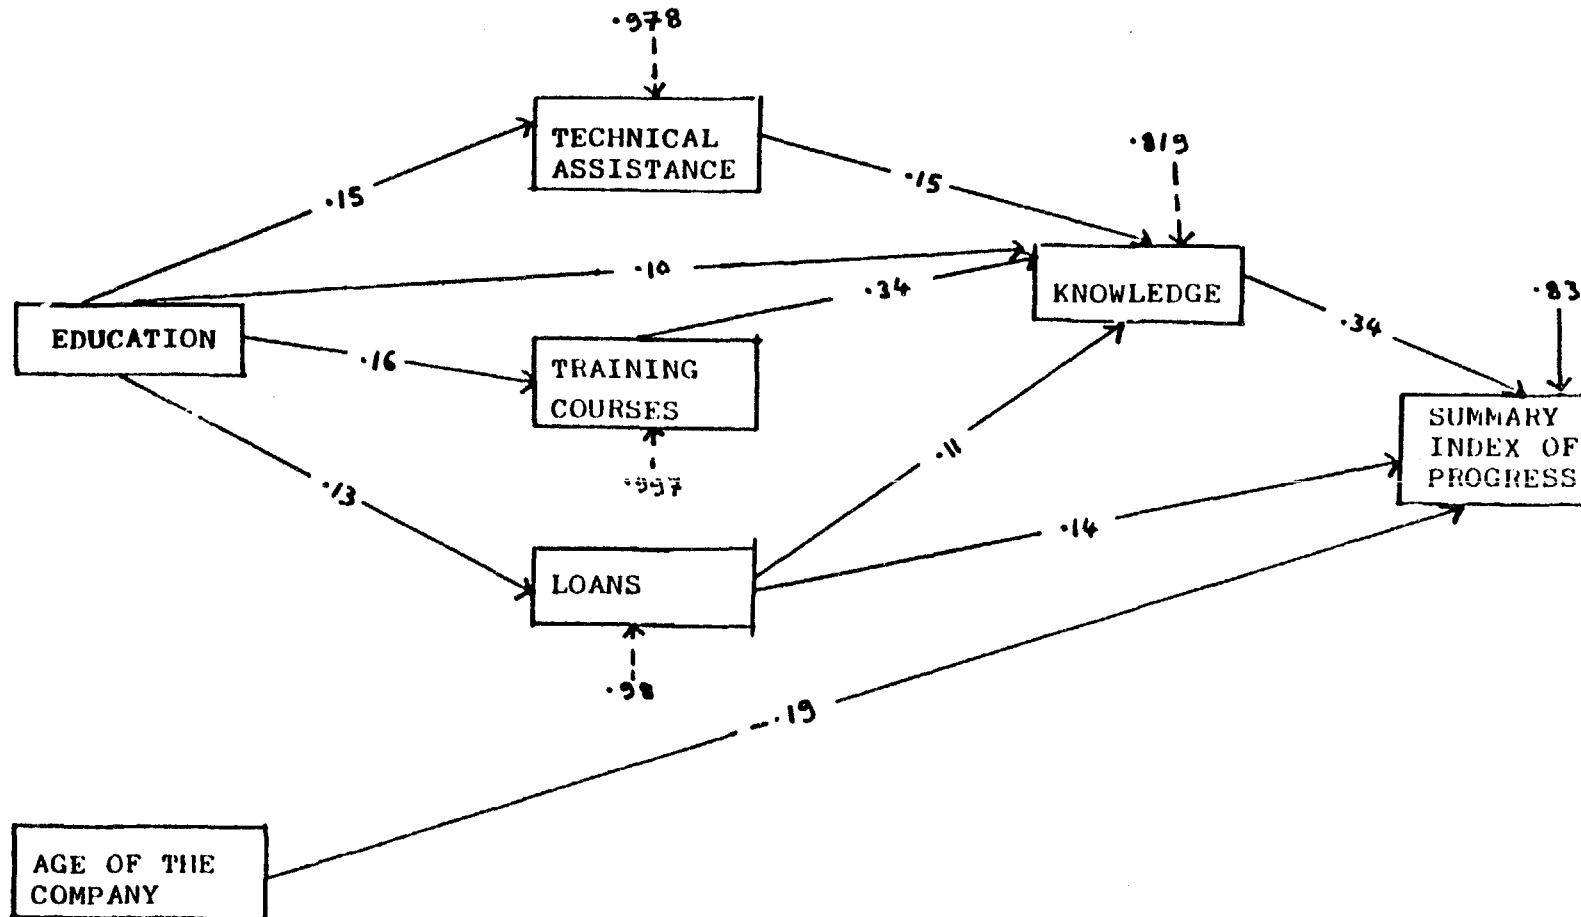 .978
TECHNICAL
ASSISTANCE
.819
.15
.15
.10
.34
KNOWLEDGE
.83
EDUCATION
.16
.34
TRAINING
COURSES
SUMMARY
INDEX OF
PROGRESS
.11
.997
.13
.14
LOANS
.98
-.19
AGE OF THE
COMPANY